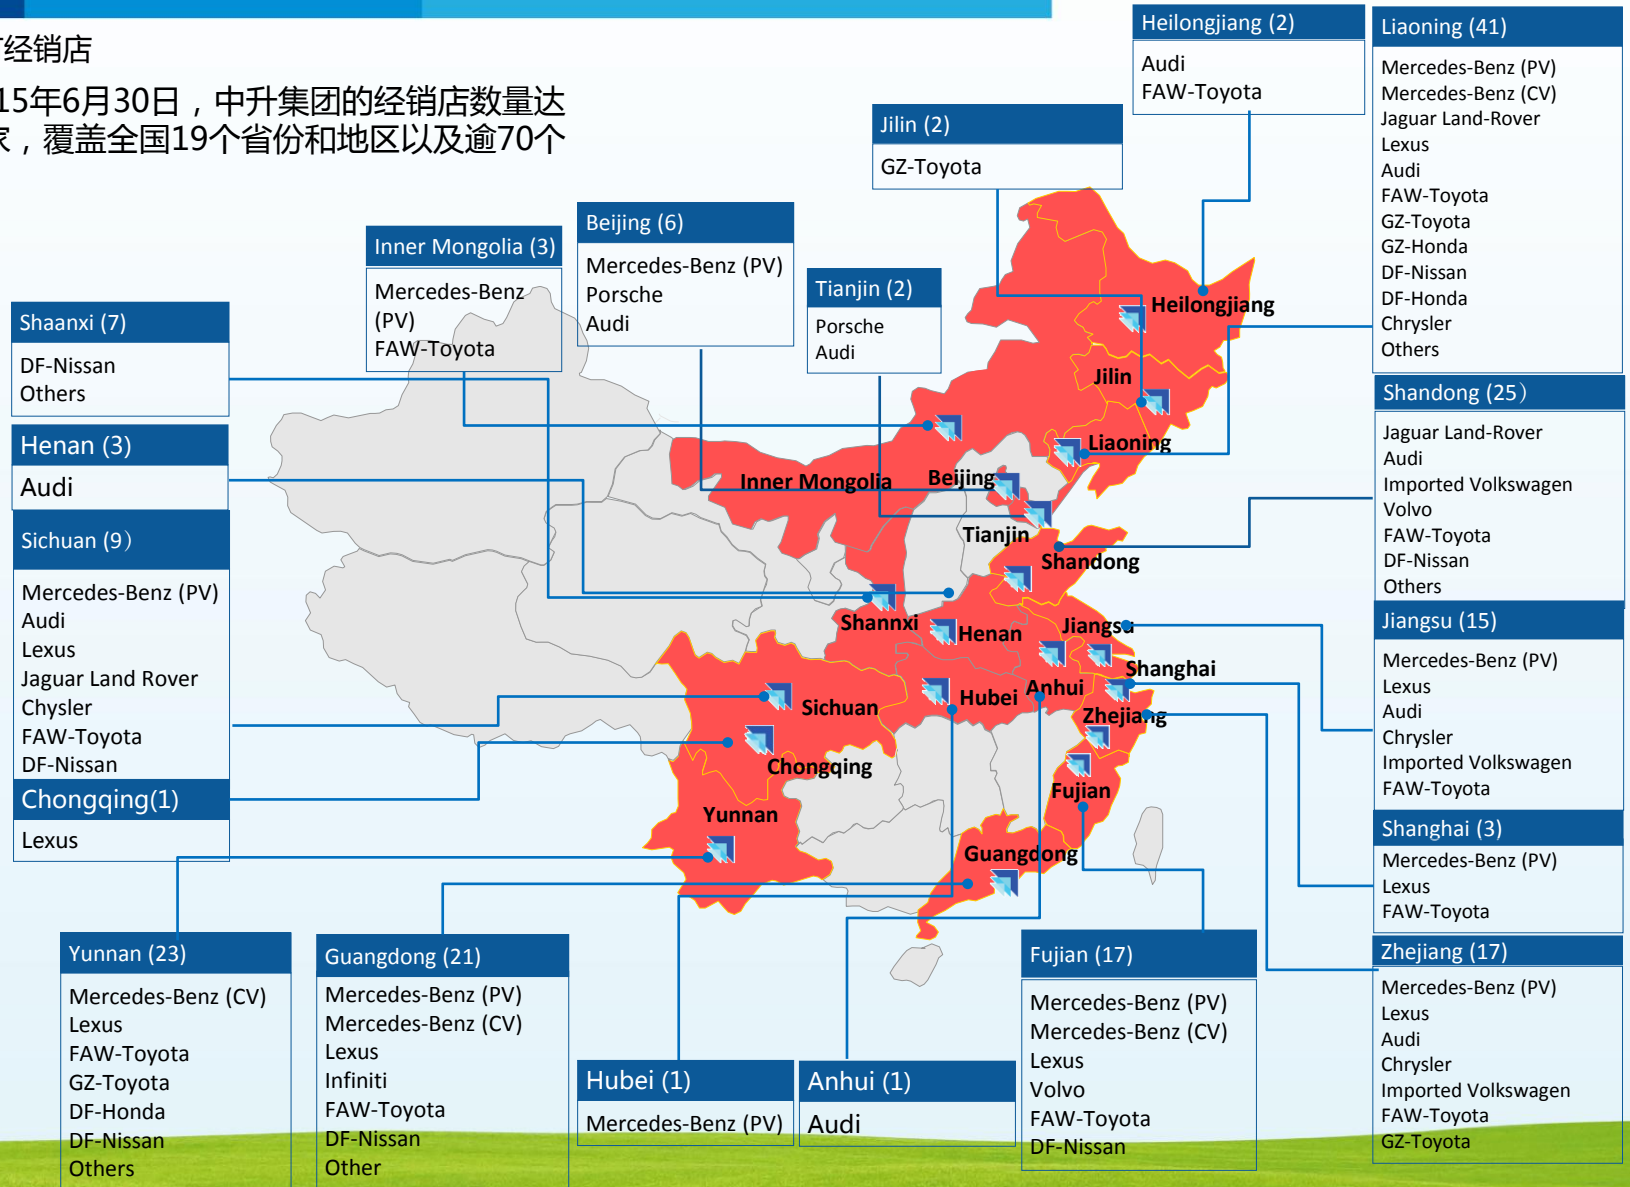 经销店
15年6月30日，中升集团的经销店数量达
家，覆盖全国19个省份和地区以及逾70个
Heilongjiang (2)
Audi
FAW-Toyota
Liaoning (41)
Mercedes-Benz (PV)
Mercedes-Benz (CV)
Jaguar Land-Rover
Lexus
Audi
FAW-Toyota
GZ-Toyota
GZ-Honda
DF-Nissan
DF-Honda
Chrysler
Others
Jilin (2)
GZ-Toyota
Beijing (6)
Mercedes-Benz (PV)
Porsche
Audi
Inner Mongolia (3)
Mercedes-Benz
(PV)
FAW-Toyota
Tianjin (2)
Porsche
Audi
Shaanxi (7)
DF-Nissan
Others
Henan (3)
Audi
Sichuan (9）
Mercedes-Benz (PV)
Audi
Lexus
Jaguar Land Rover
Chysler
FAW-Toyota
DF-Nissan
Chongqing(1)
Lexus
Shandong (25）
Jaguar Land-Rover
Audi
Imported Volkswagen
Volvo
FAW-Toyota
DF-Nissan
Others
Jiangsu (15)
Mercedes-Benz (PV)
Lexus
Audi
Chrysler
Imported Volkswagen
FAW-Toyota
Shanghai (3)
Mercedes-Benz (PV)
Lexus
FAW-Toyota
Zhejiang (17)
Mercedes-Benz (PV)
Lexus
Audi
Chrysler
Imported Volkswagen
FAW-Toyota
GZ-Toyota
Heilongjiang
Jilin
Liaoning
Inner Mongolia
Beijing
Tianjin
Shandong
Shannxi
Henan
Jiangsu
Shanghai
Anhui
Hubei
Sichuan
Zhejiang
Chongqing
Fujian
Yunnan
Guangdong
Yunnan (23)
Mercedes-Benz (CV)
Lexus
FAW-Toyota
GZ-Toyota
DF-Honda
DF-Nissan
Others
Guangdong (21)
Mercedes-Benz (PV)
Mercedes-Benz (CV)
Lexus
Infiniti
FAW-Toyota
DF-Nissan
Other
Hubei (1)
Mercedes-Benz (PV)
Anhui (1)
Audi
Fujian (17)
Mercedes-Benz (PV)
Mercedes-Benz (CV)
Lexus
Volvo
FAW-Toyota
DF-Nissan